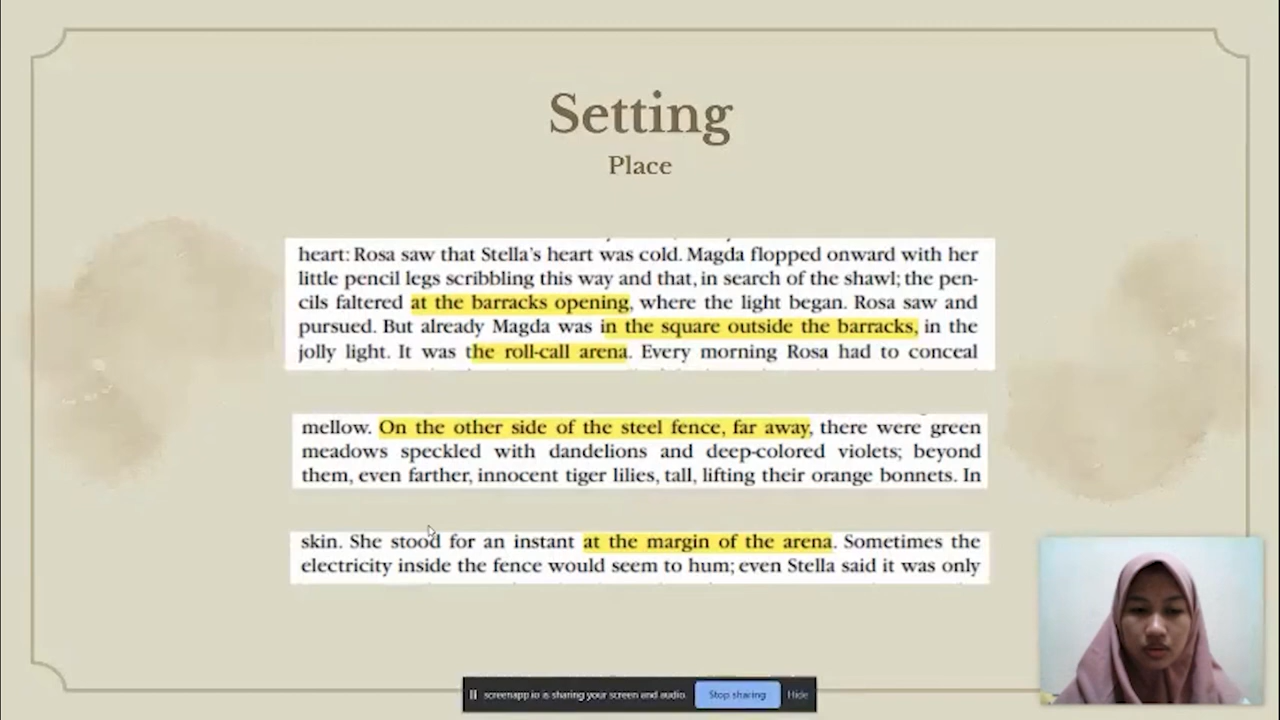 Setting
Place
heart: Rosa saw that Stella's heart was cold. Magda flopped onward with her
little pencil legs scribbling this way and that, in search of the shawl; the pen-
cils faltered at the barracks opening, where the light began. Rosa saw and
pursued. But already Magda was in the square outside the barracks, in the
jolly light. It was the roll-call arena. Every morning Rosa had to conceal
mellow. On the other side of the steel fence, far away, there were green
meadows speckled with dandelions and deep-colored violets; beyond
them, even farther, innocent tiger lilies, tall, lifting their orange bonnets. In
skin. She stood for an instant at the margin of the arena. Sometimes the
electricity inside the fence would seem to hum; even Stella said it was only
screenapp.io is sharing your screen and audio. Stop sharing Hide